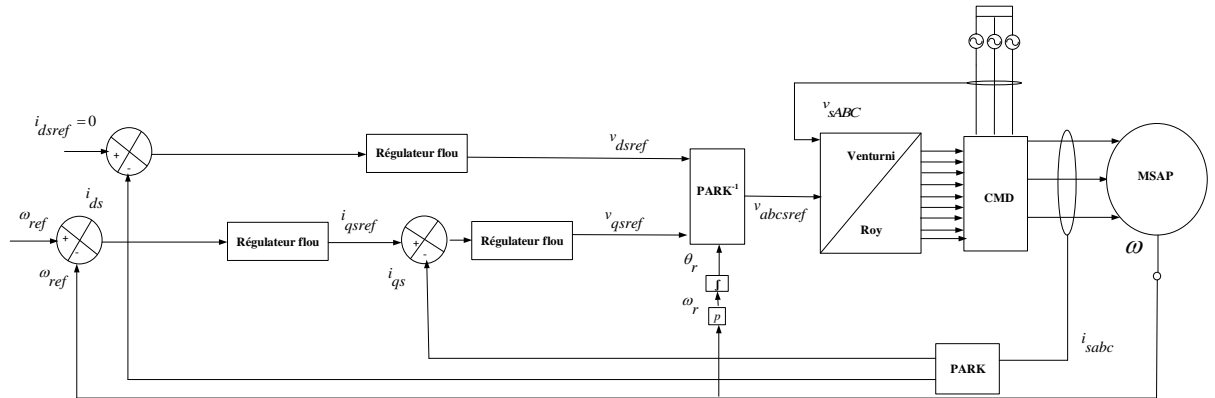 v_sABC
i_dsref = 0
+
-
Régulateur flou
v_dsref
PARK⁻¹
v_abcsref
Venturni
Roy
CMD
MSAP
i_ds
ω_ref
+
-
ω_ref
Régulateur flou
i_qsref
+
-
i_qs
Régulateur flou
v_qsref
θ_r
∫
ω_r
p
ω
i_sabc
PARK